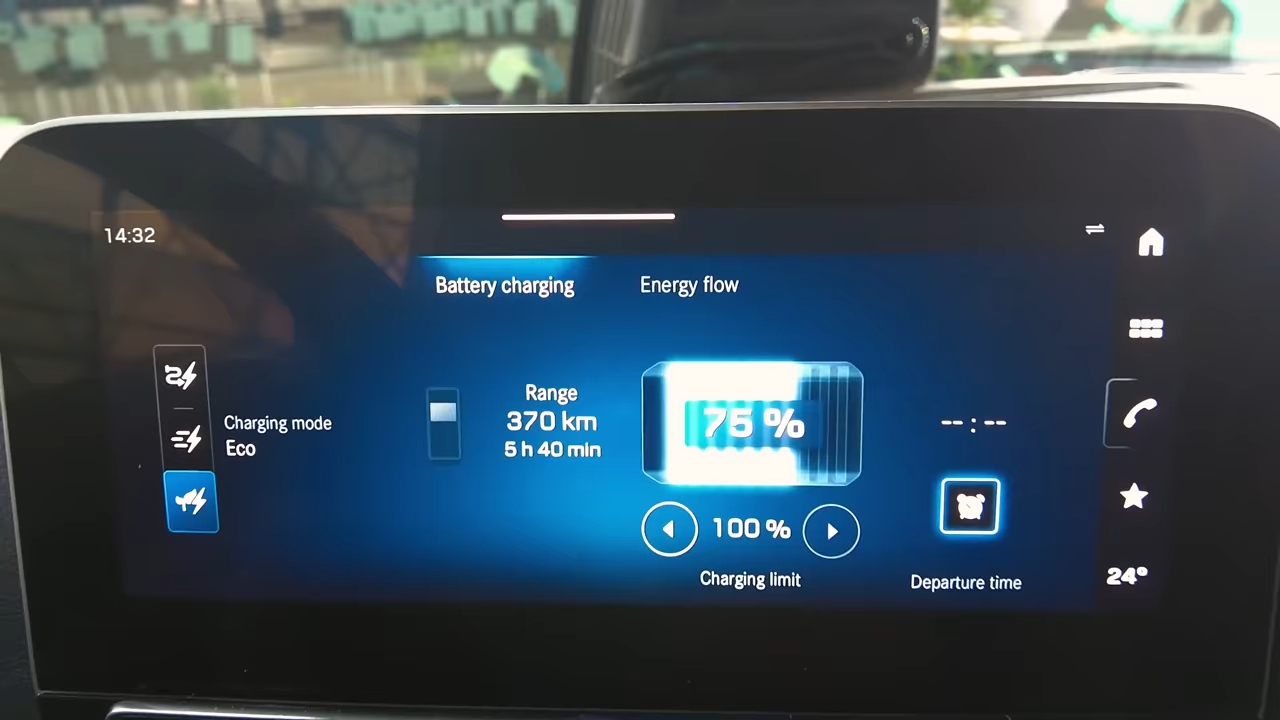 14:32
Battery charging
Energy flow
Charging mode
Eco
Range
370 km
5 h 40 min
75 %
100 %
Charging limit
-- : --
Departure time
24°